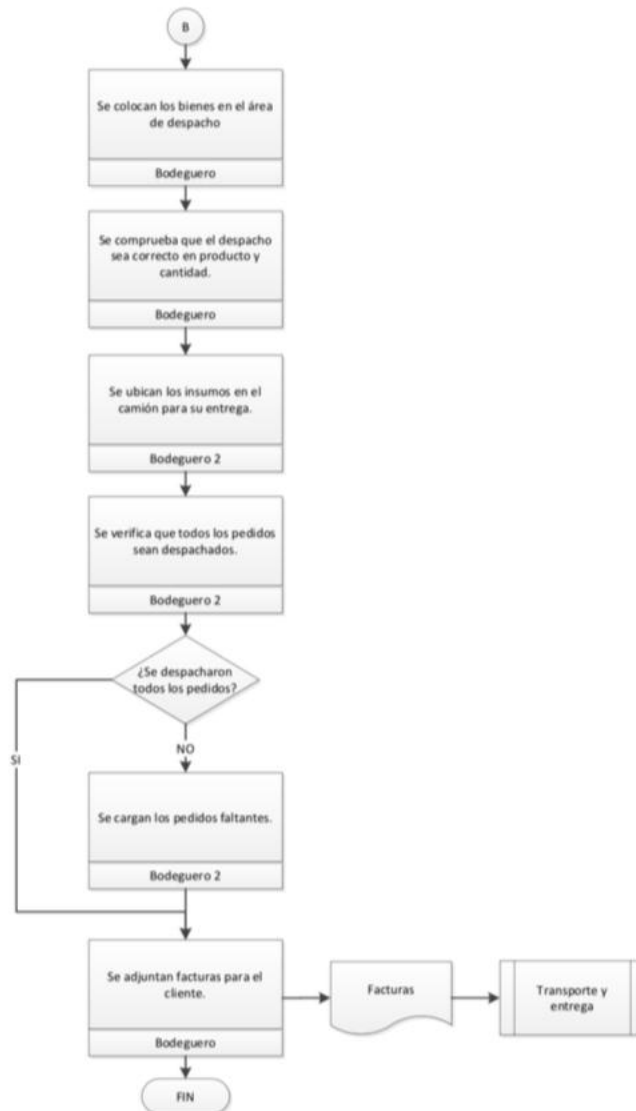 B
Se colocan los bienes en el área
de despacho
Bodeguero
Se comprueba que el despacho
sea correcto en producto y
cantidad.
Bodeguero
Se ubican los insumos en el
camión para su entrega.
Bodeguero 2
Se verifica que todos los pedidos
sean despachados.
Bodeguero 2
¿Se despacharon
todos los pedidos?
SI
NO
Se cargan los pedidos faltantes.
Bodeguero 2
Se adjuntan facturas para el
cliente.
Bodeguero
Facturas
Transporte y
entrega
FIN